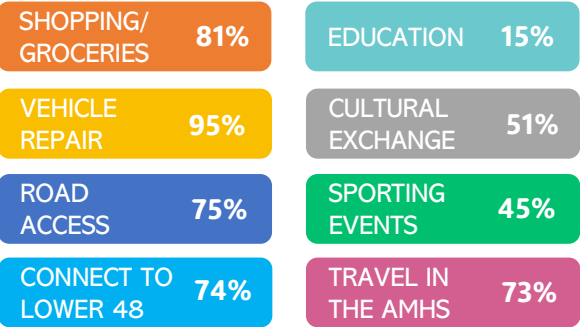 SHOPPING/
GROCERIES
81%
EDUCATION 15%
VEHICLE
REPAIR
95%
CULTURAL
EXCHANGE
51%
ROAD
ACCESS
75%
SPORTING
EVENTS
45%
CONNECT TO
LOWER 48
74%
TRAVEL IN
THE AMHS
73%